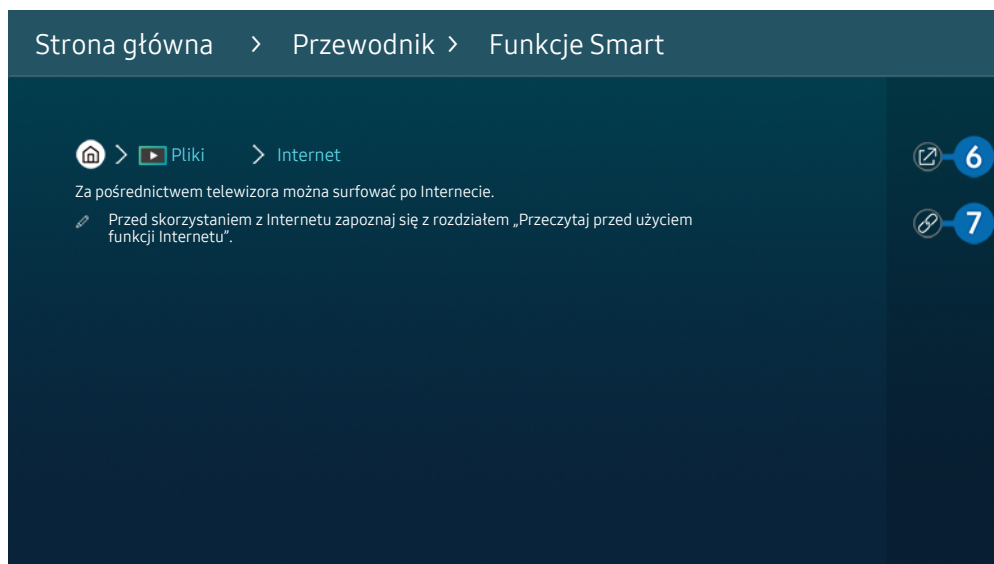 Strona główna > Przewodnik > Funkcje Smart
> Pliki > Internet
6
Za pośrednictwem telewizora można surfować po Internecie.
Przed skorzystaniem z Internetu zapoznaj się z rozdziałem „Przeczytaj przed użyciem
funkcji Internetu”.
7